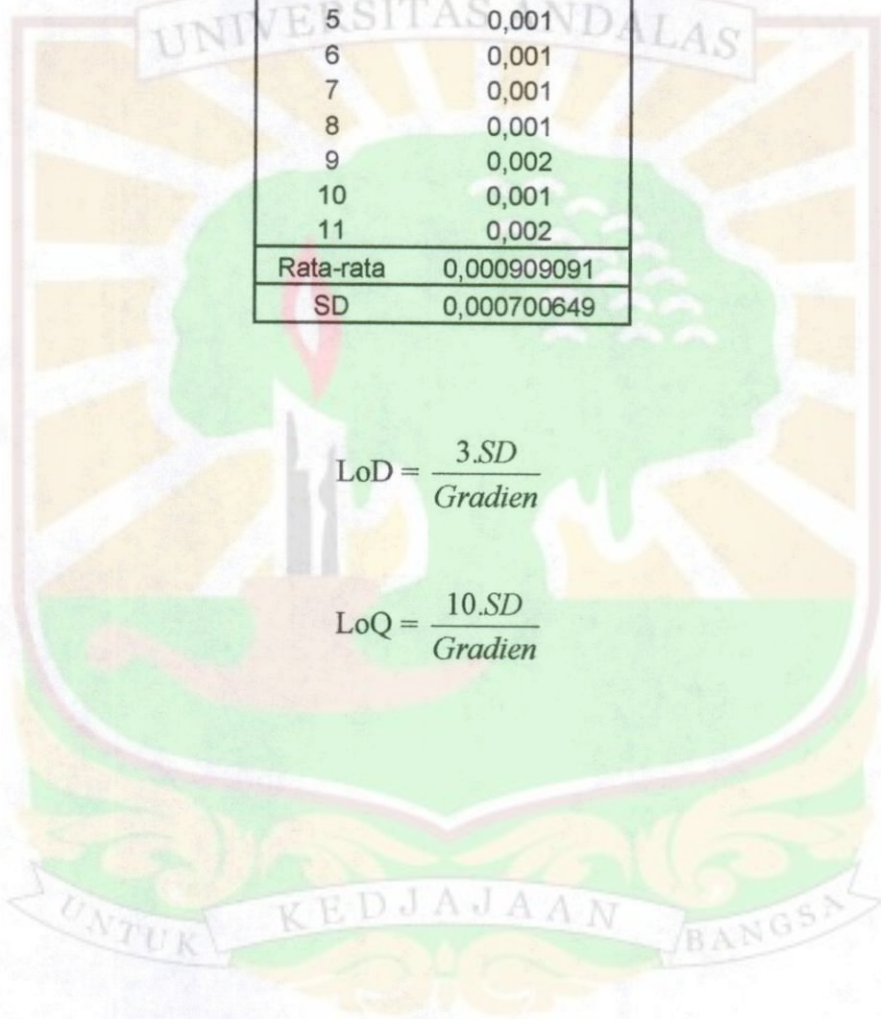 UNIVERSITAS ANDALAS
5 0,001
6 0,001
7 0,001
8 0,001
9 0,002
10 0,001
11 0,002
Rata-rata 0,000909091
SD 0,000700649
LoD = 3.SD / Gradien
LoQ = 10.SD / Gradien
UNTUK KEDJAJAAN BANGSA